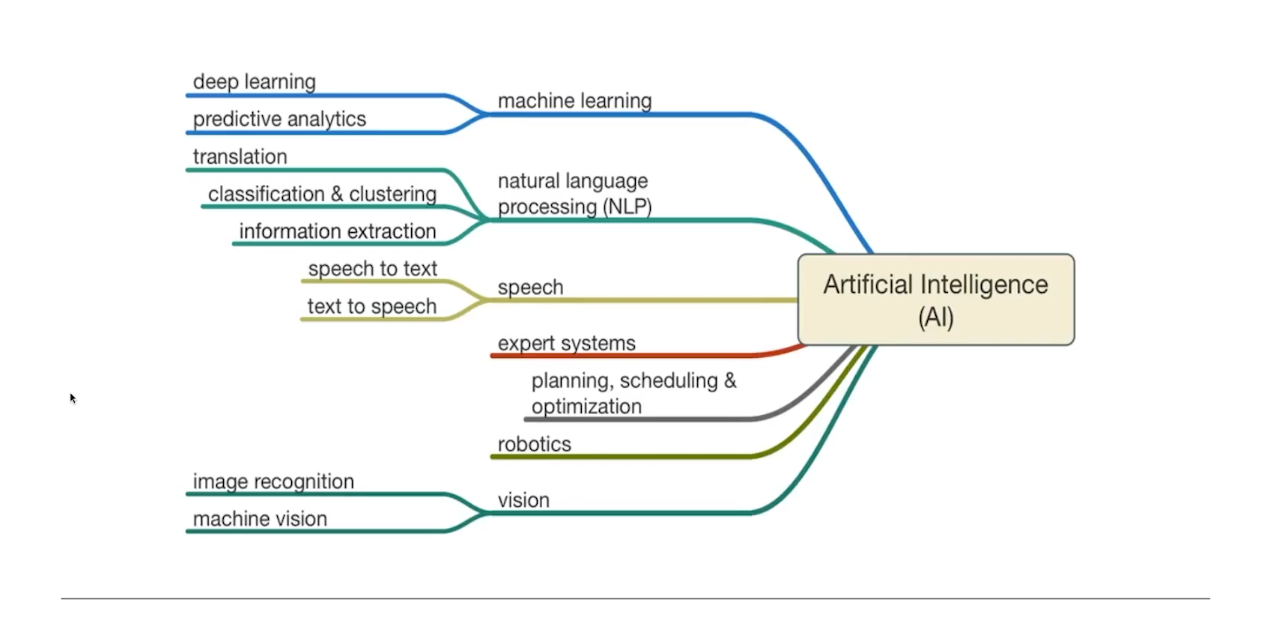 deep learning
predictive analytics
machine learning
translation
classification & clustering
information extraction
natural language
processing (NLP)
speech to text
text to speech
speech
expert systems
planning, scheduling &
optimization
robotics
image recognition
machine vision
vision
Artificial Intelligence
(AI)